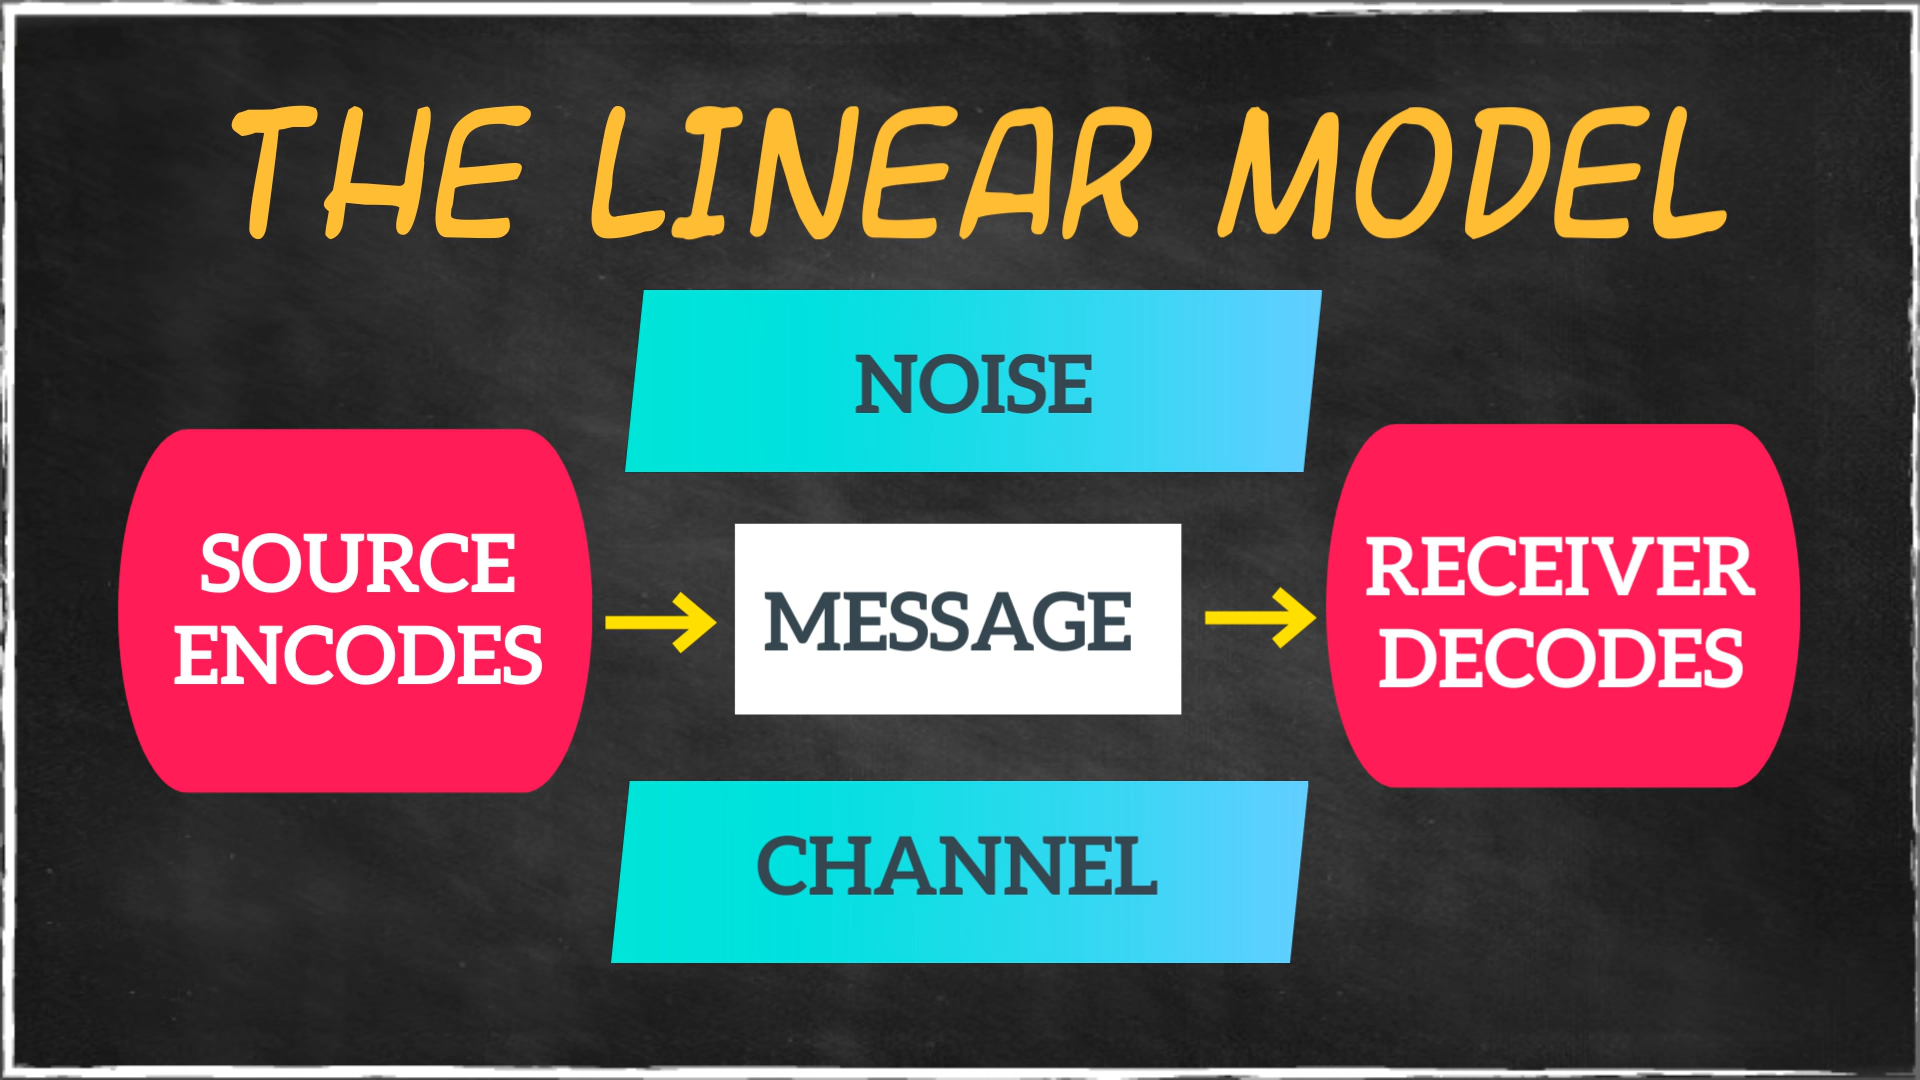 THE LINEAR MODEL
NOISE
SOURCE
ENCODES
MESSAGE
RECEIVER
DECODES
CHANNEL